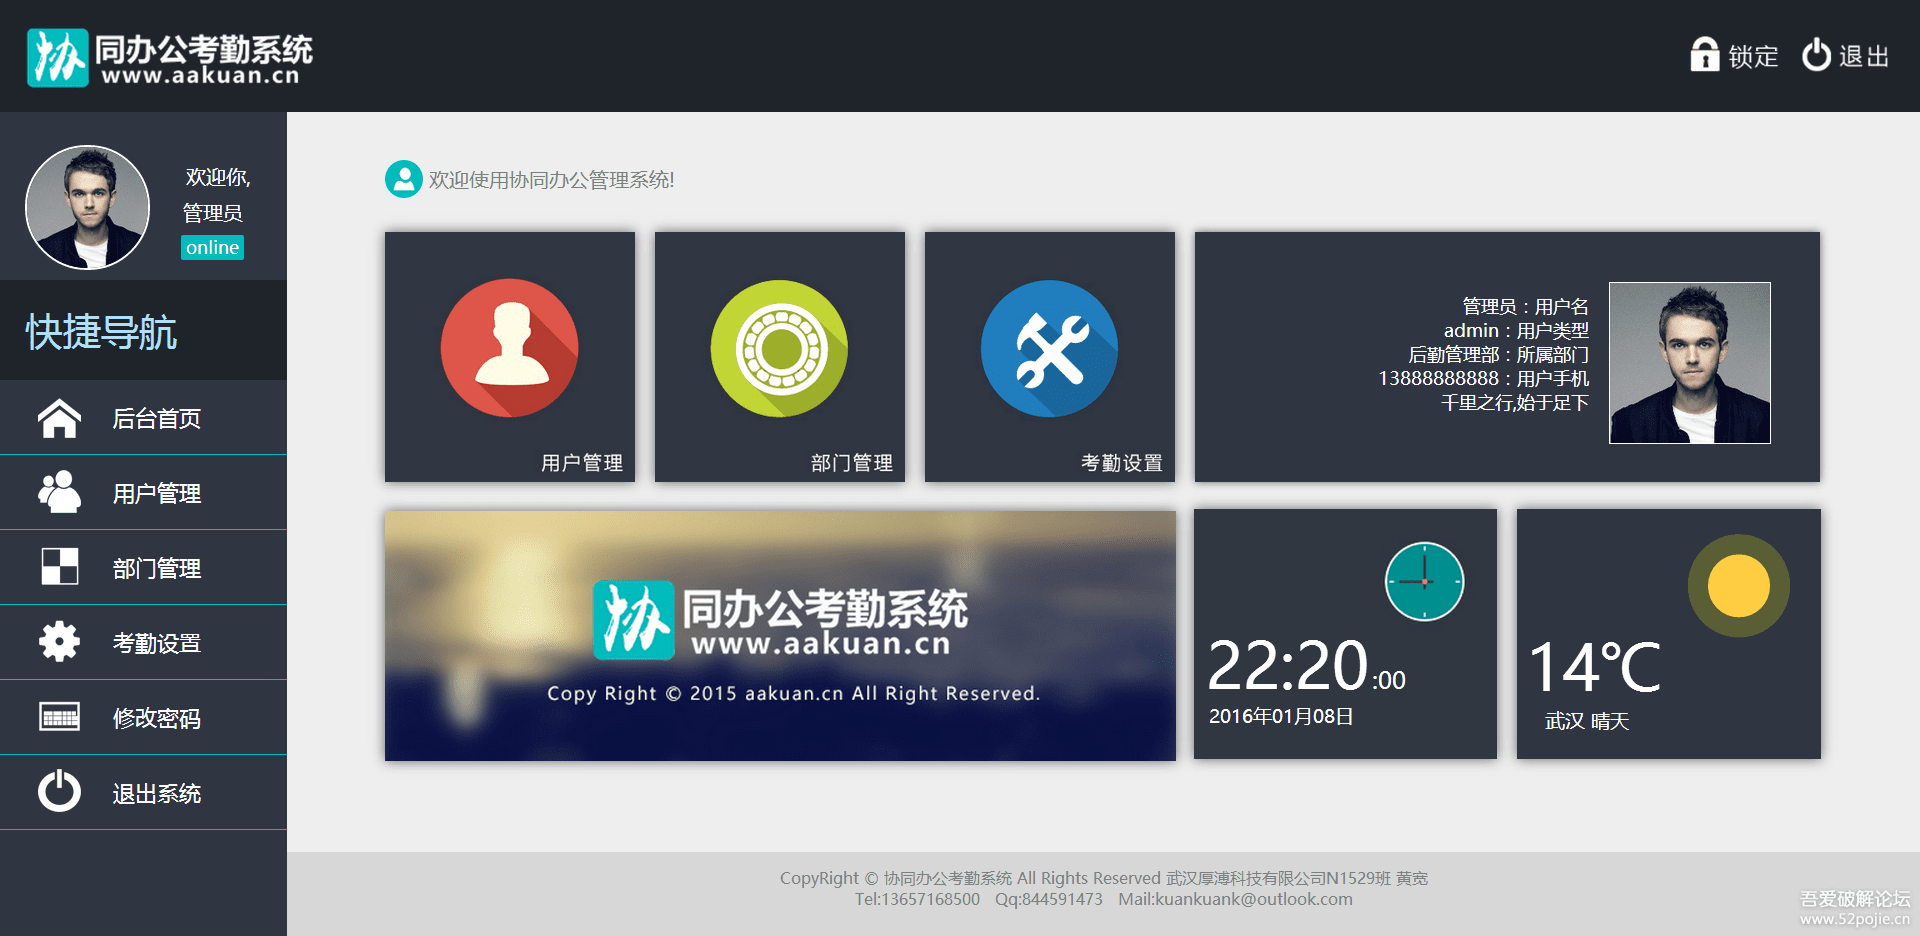 协同办公考勤系统
www.aakuan.cn
锁定
退出
欢迎你,
管理员
online
快捷导航
后台首页
用户管理
部门管理
考勤设置
修改密码
退出系统
欢迎使用协同办公管理系统!
用户管理
部门管理
考勤设置
管理员：用户名
admin：用户类型
后勤管理部：所属部门
13888888888：用户手机
千里之行,始于足下
协同办公考勤系统
www.aakuan.cn
Copy Right © 2015 aakuan.cn All Right Reserved.
22:20:00
2016年01月08日
14℃
武汉 晴天
CopyRight © 协同办公考勤系统 All Rights Reserved 武汉厚溥科技有限公司N1529班 黄宽
Tel:13657168500 Qq:844591473 Mail:kuankuank@outlook.com
吾爱破解论坛
www.52pojie.cn